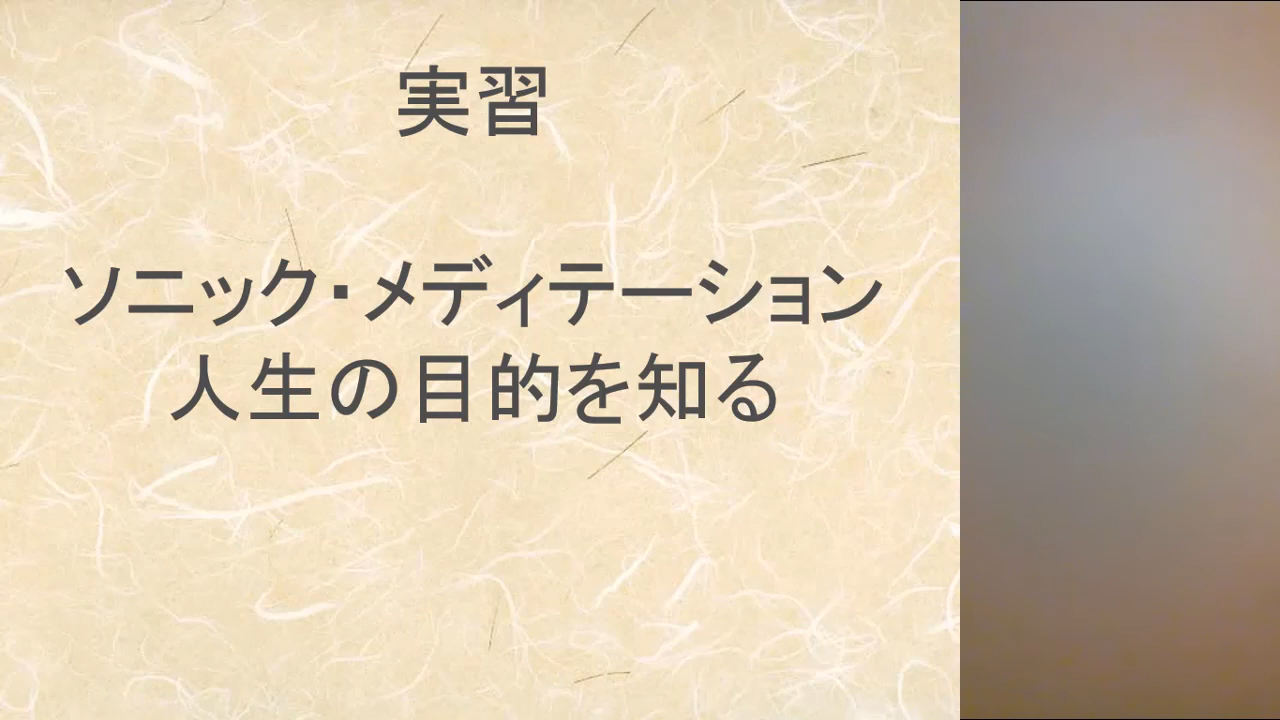 実習
ソニック・メディテーション
人生の目的を知る